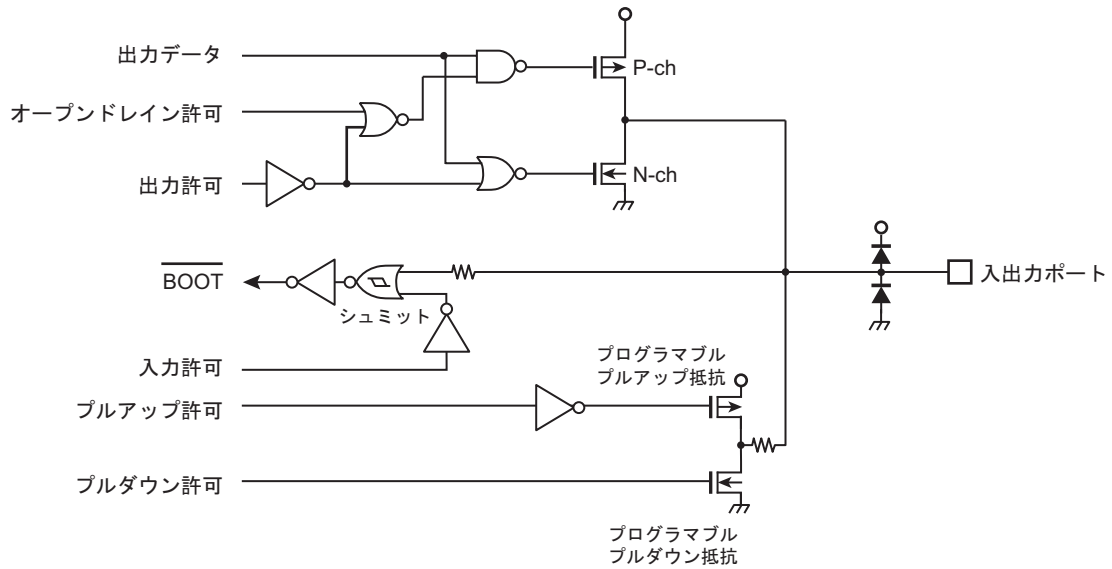 出力データ
P-ch
オープンドレイン許可
N-ch
出力許可
BOOT
シュミット
入出力ポート
入力許可
プログラマブル
プルアップ抵抗
プルアップ許可
プルダウン許可
プログラマブル
プルダウン抵抗